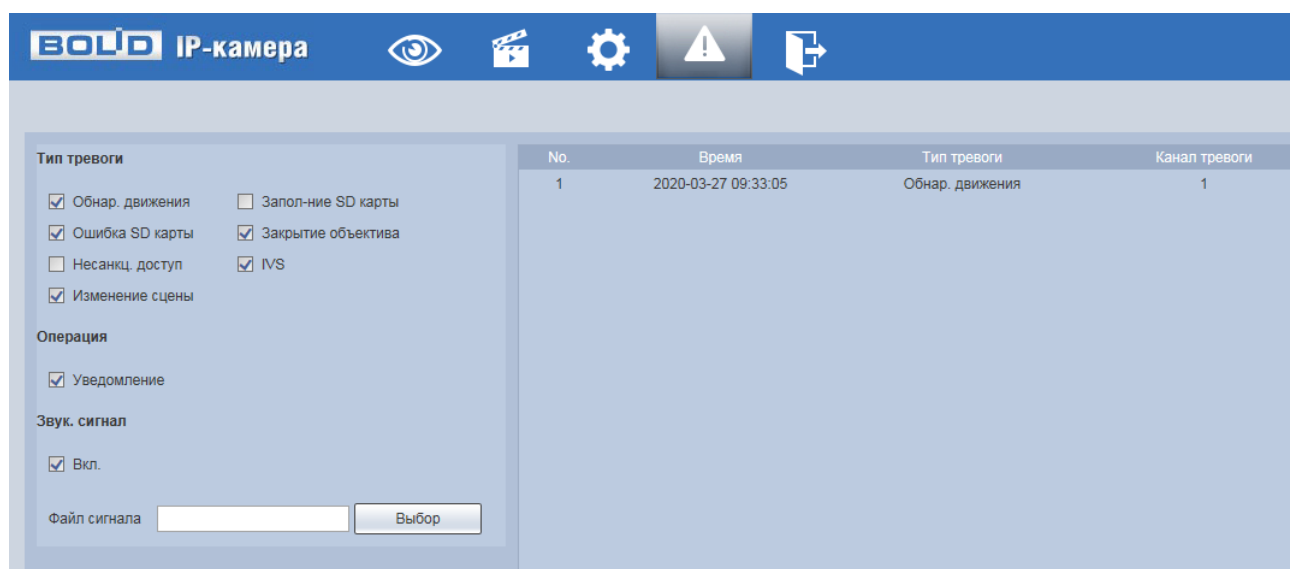 BOLID IP-камера
Тип тревоги
Обнар. движения Запол-ние SD карты
Ошибка SD карты Закрытие объектива
Несанкц. доступ IVS
Изменение сцены
Операция
Уведомление
Звук. сигнал
Вкл.
Файл сигнала Выбор
No. Время Тип тревоги Канал тревоги
1 2020-03-27 09:33:05 Обнар. движения 1